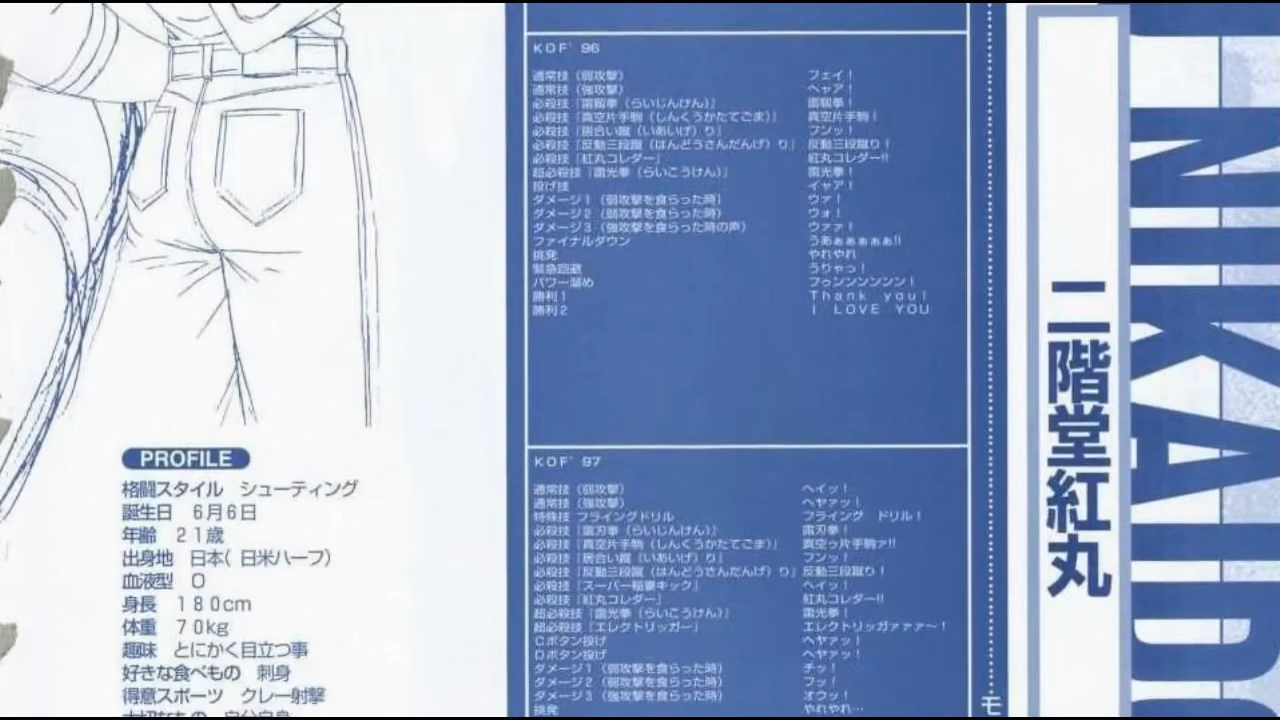 PROFILE
格闘スタイル シューティング
誕生日 6月6日
年齢 21歳
出身地 日本(日米ハーフ)
血液型 O
身長 180cm
体重 70kg
趣味 とにかく目立つ事
好きな食べもの 刺身
得意スポーツ クレー射撃
大切なもの 自分自身
KOF'96
通常技(弱攻撃) フェイ!
通常技(強攻撃) ヘャア!
必殺技『雷靱拳(らいじんけん)』 雷靱拳!
必殺技『真空片手駒(しんくうかたてごま)』 真空片手駒!
必殺技『居合い蹴(いあいげ)り』 フンッ!
必殺技『反動三段蹴(はんどうさんだんげ)り』 反動三段蹴り!
必殺技『紅丸コレダー』 紅丸コレダー!!
超必殺技『雷光拳(らいこうけん)』 雷光拳!
投げ技 イャア!
ダメージ1(弱攻撃を食らった時) ウァ!
ダメージ2(弱攻撃を食らった時) ウォ!
ダメージ3(強攻撃を食らった時の声) ウァァ!
ファイナルダウン うあぁぁぁぁぁ!!
挑発 やれやれ
緊急回避 うりゃっ!
パワー溜め フゥンンンンンン!
勝利1 Thank you!
勝利2 I LOVE YOU
KOF'97
通常技(弱攻撃) ヘイッ!
通常技(強攻撃) ヘヤァッ!
特殊技 フライングドリル フライング ドリル!
必殺技『雷刃拳(らいじんけん)』 雷刃拳!
必殺技『真空片手駒(しんくうかたてごま)』 真空ッ片手駒ァ!!
必殺技『居合い蹴(いあいげ)り』 フンッ!
必殺技『反動三段蹴(はんどうさんだんげ)り』 反動三段蹴り!
必殺技『スーパー稲妻キック』 ヘイッ!
必殺技『紅丸コレダー』 紅丸コレダー!!
超必殺技『雷光拳(らいこうけん)』 雷光拳!
超必殺技『エレクトリッガー』 エレクトリッガァァァ〜!
Cボタン投げ ヘヤァッ!
Dボタン投げ ヘヤァッ!
ダメージ1(弱攻撃を食らった時) チッ!
ダメージ2(弱攻撃を食らった時) フッ!
ダメージ3(強攻撃を食らった時) オウッ!
挑発 やれやれ…
モ
二階堂紅丸
NIKAIDO